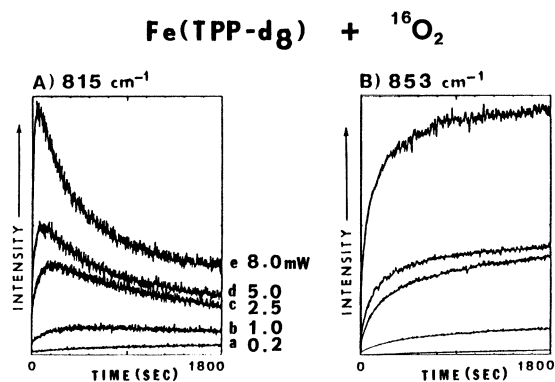 Fe(TPP-d8) + 16O2
A) 815 cm-1
B) 853 cm-1
INTENSITY
e 8.0mW
d 5.0
c 2.5
b 1.0
a 0.2
0 1800
TIME (SEC)
INTENSITY
0 1800
TIME (SEC)